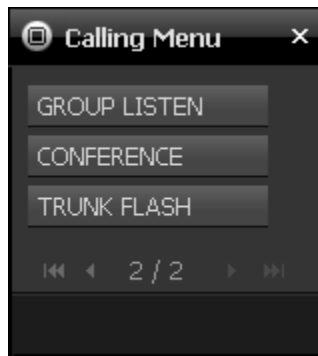 Calling Menu
GROUP LISTEN
CONFERENCE
TRUNK FLASH
2 / 2